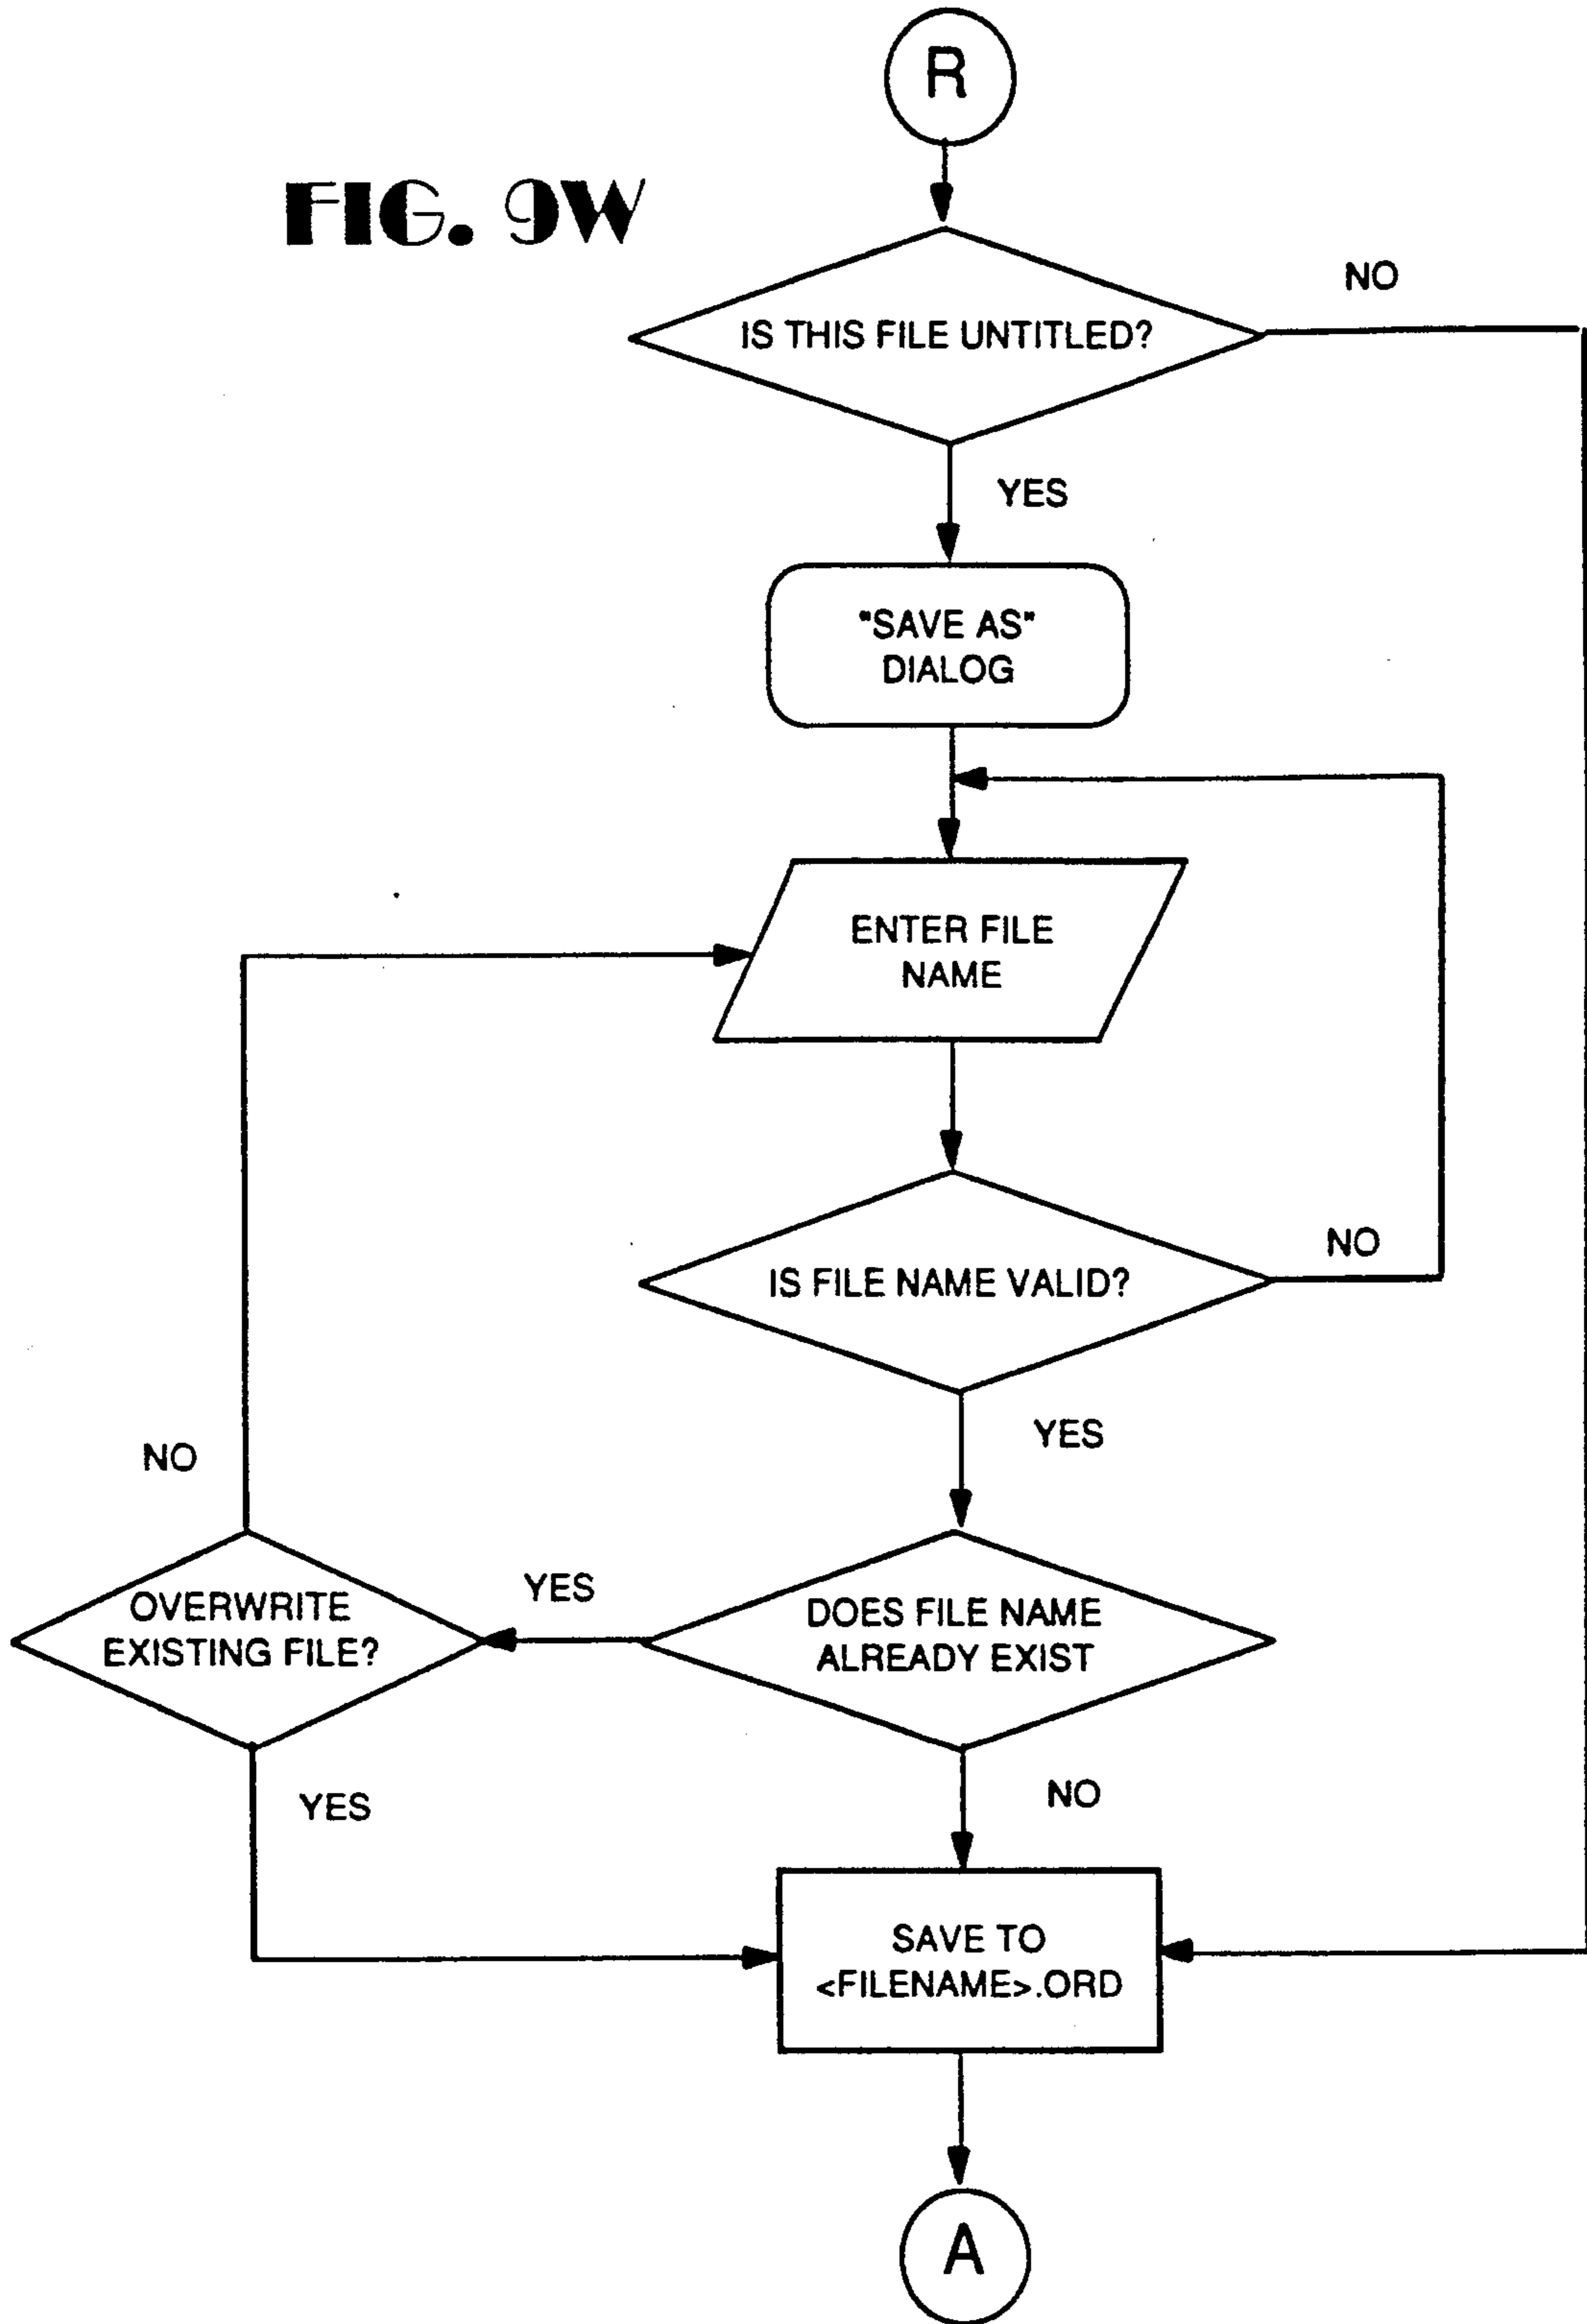 R
FIG. 9W
NO
IS THIS FILE UNTITLED?
YES
"SAVE AS"
DIALOG
ENTER FILE
NAME
NO
IS FILE NAME VALID?
YES
NO
YES
OVERWRITE
EXISTING FILE?
DOES FILE NAME
ALREADY EXIST
NO
YES
SAVE TO
<FILENAME>.ORD
A